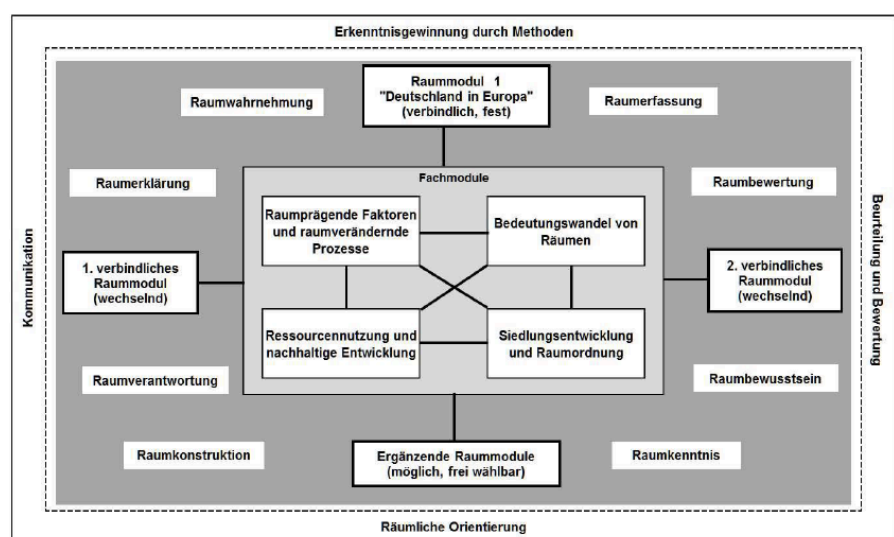 Erkenntnisgewinnung durch Methoden
Raummodul 1
"Deutschland in Europa"
(verbindlich, fest)
Raumwahrnehmung
Raumerfassung
Raumerklärung
Fachmodule
Raumbewertung
Raumprägende Faktoren
und raumverändernde
Prozesse
Bedeutungswandel von
Räumen
Kommunikation
1. verbindliches
Raummodul
(wechselnd)
2. verbindliches
Raummodul
(wechselnd)
Beurteilung und Bewertung
Ressourcennutzung und
nachhaltige Entwicklung
Siedlungsentwicklung
und Raumordnung
Raumverantwortung
Raumbewusstsein
Raumkonstruktion
Ergänzende Raummodule
(möglich, frei wählbar)
Raumkenntnis
Räumliche Orientierung